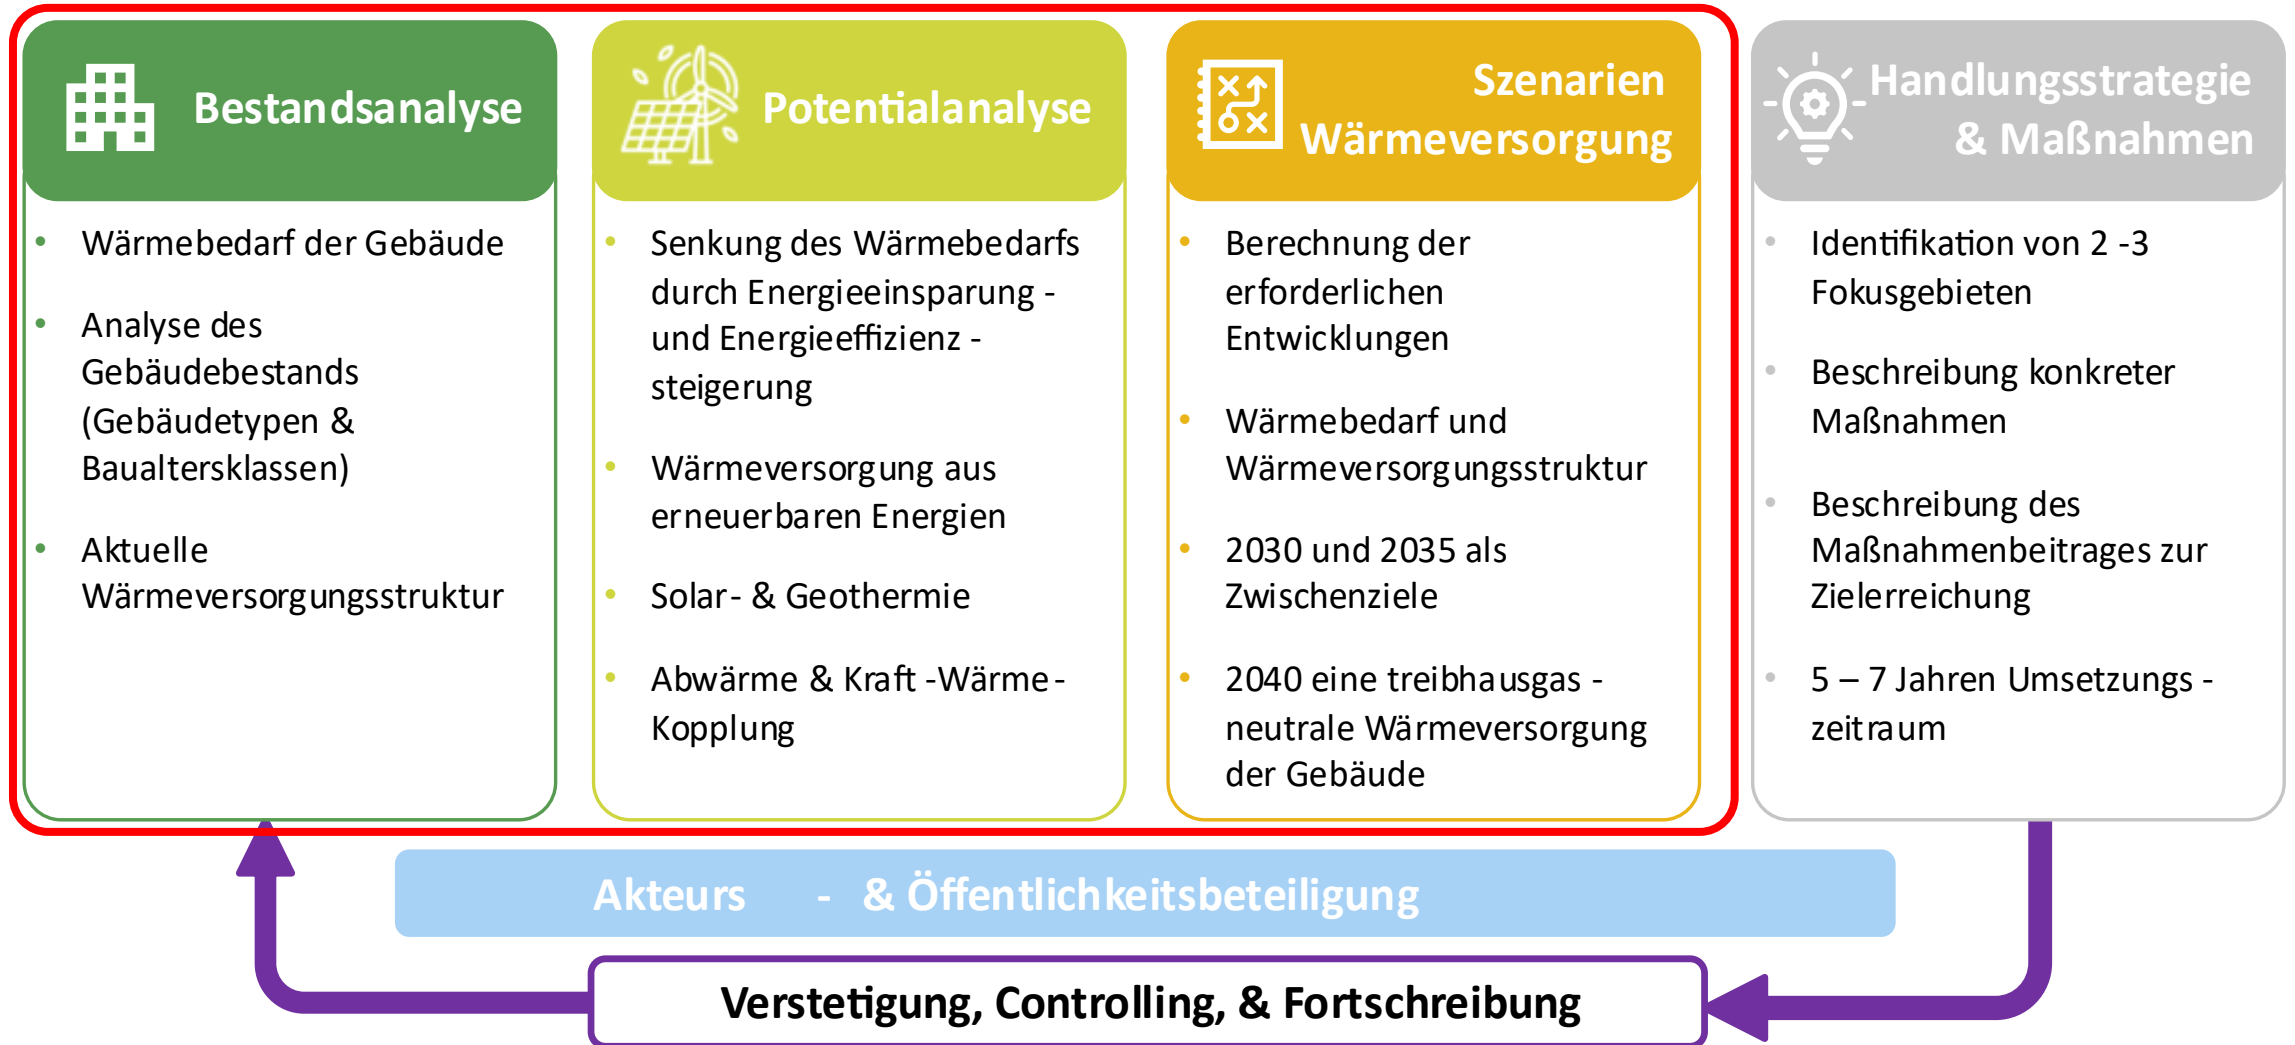 Bestandsanalyse
• Wärmebedarf der Gebäude
• Analyse des
Gebäudebestands
(Gebäudetypen &
Baualtersklassen)
• Aktuelle
Wärmeversorgungsstruktur
Potentialanalyse
• Senkung des Wärmebedarfs
durch Energieeinsparung -
und Energieeffizienz -
steigerung
• Wärmeversorgung aus
erneuerbaren Energien
• Solar- & Geothermie
• Abwärme & Kraft -Wärme -
Kopplung
Szenarien
Wärmeversorgung
• Berechnung der
erforderlichen
Entwicklungen
• Wärmebedarf und
Wärmeversorgungsstruktur
• 2030 und 2035 als
Zwischenziele
• 2040 eine treibhausgas -
neutrale Wärmeversorgung
der Gebäude
Handlungsstrategie
& Maßnahmen
• Identifikation von 2 -3
Fokusgebieten
• Beschreibung konkreter
Maßnahmen
• Beschreibung des
Maßnahmenbeitrages zur
Zielerreichung
• 5 – 7 Jahren Umsetzungs -
zeitraum
Akteurs - & Öffentlichkeitsbeteiligung
Verstetigung, Controlling, & Fortschreibung